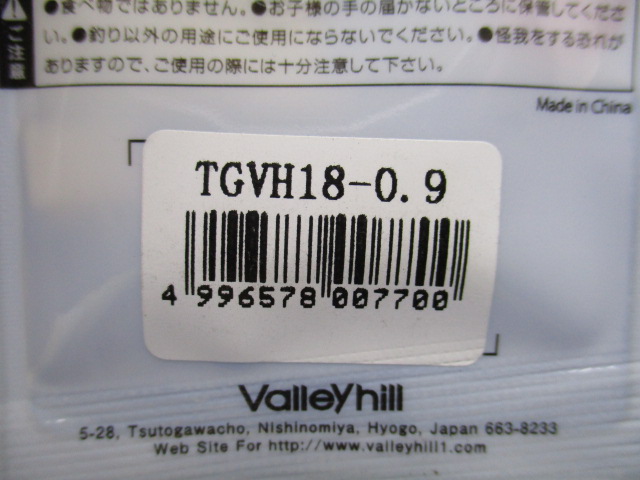 ●食べ物ではありません。●お子様の手の届かないところに保管してくださ
い。●釣り以外の用途にご使用にならないでください。●怪我をする恐れが
ありますので、ご使用の際には十分注意して下さい。
ご注意
Made in China
TGVH18-0.9
4 996578 007700
Valleyhill
5-28, Tsutogawacho, Nishinomiya, Hyogo, Japan 663-8233
Web Site For http://www.valleyhill1.com